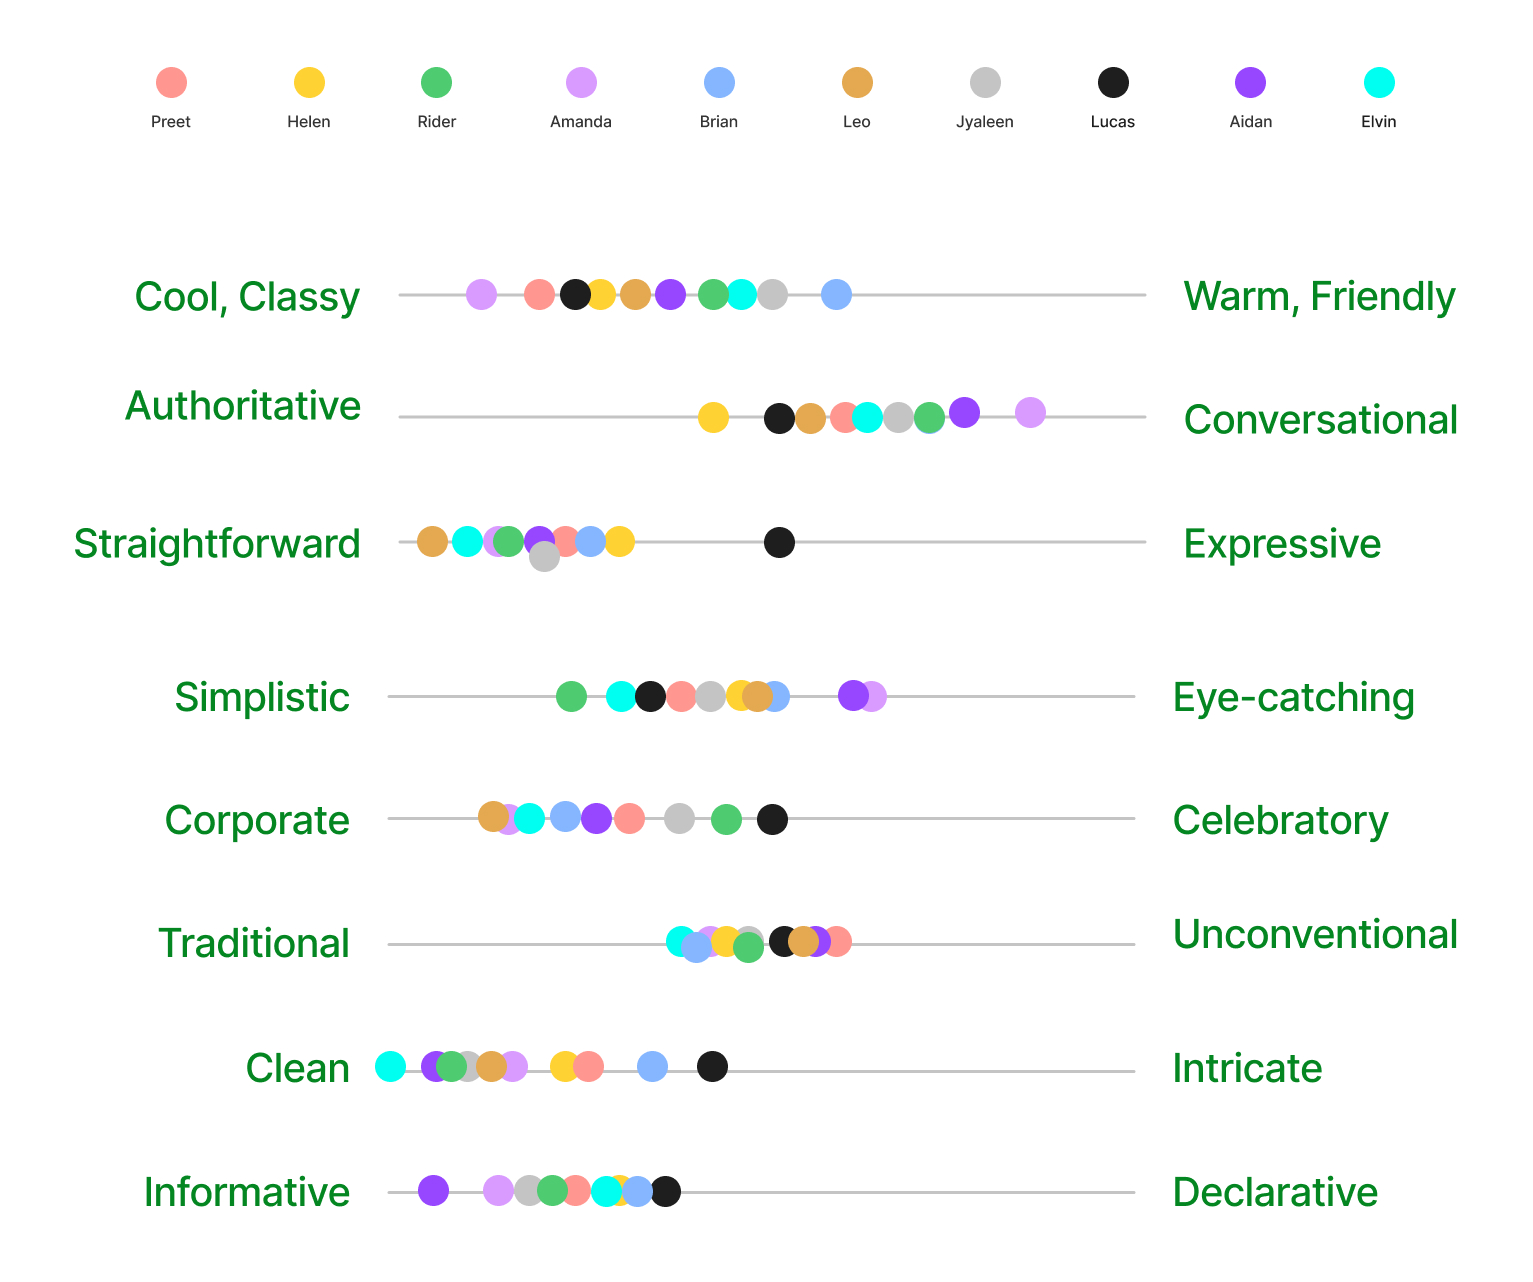 Preet Helen Rider Amanda Brian Leo Jyaleen Lucas Aidan Elvin
Cool, Classy Warm, Friendly
Authoritative Conversational
Straightforward Expressive
Simplistic Eye-catching
Corporate Celebratory
Traditional Unconventional
Clean Intricate
Informative Declarative